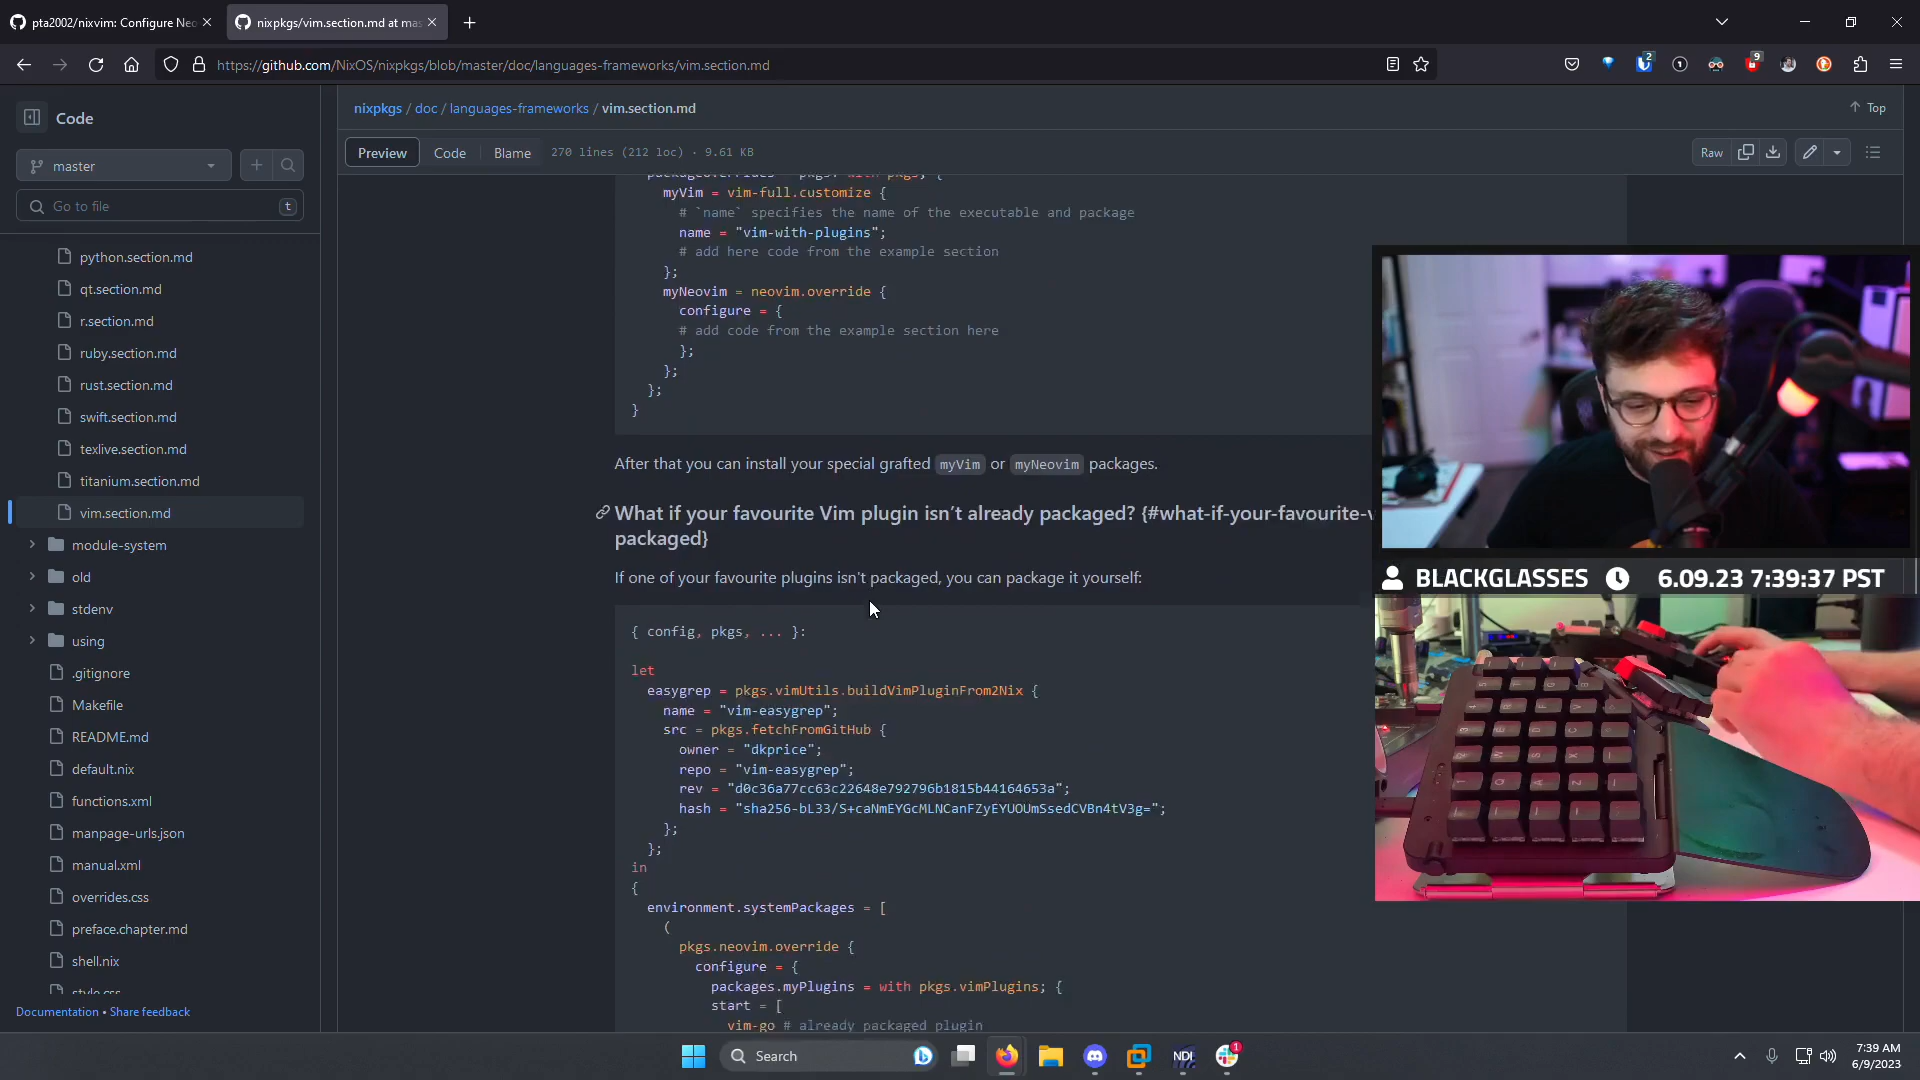 pta2002/nixvim: Configure Neo
nixpkgs/vim.section.md at mas
https://github.com/NixOS/nixpkgs/blob/master/doc/languages-frameworks/vim.section.md
2
9
Code
master
Go to file
t
python.section.md
qt.section.md
r.section.md
ruby.section.md
rust.section.md
swift.section.md
texlive.section.md
titanium.section.md
vim.section.md
module-system
old
stdenv
using
.gitignore
Makefile
README.md
default.nix
functions.xml
manpage-urls.json
manual.xml
overrides.css
preface.chapter.md
shell.nix
style.css
Documentation • Share feedback
nixpkgs / doc / languages-frameworks / vim.section.md
Top
Preview
Code
Blame
270 lines (212 loc) · 9.61 KB
Raw
packageOverrides = pkgs: with pkgs; {
myVim = vim-full.customize {
# `name` specifies the name of the executable and package
name = "vim-with-plugins";
# add here code from the example section
};
myNeovim = neovim.override {
configure = {
# add code from the example section here
};
};
};
}
After that you can install your special grafted myVim or myNeovim packages.
What if your favourite Vim plugin isn’t already packaged? {#what-if-your-favourite-v
packaged}
If one of your favourite plugins isn't packaged, you can package it yourself:
{ config, pkgs, ... }:
let
easygrep = pkgs.vimUtils.buildVimPluginFrom2Nix {
name = "vim-easygrep";
src = pkgs.fetchFromGitHub {
owner = "dkprice";
repo = "vim-easygrep";
rev = "d0c36a77cc63c22648e792796b1815b44164653a";
hash = "sha256-bL33/S+caNmEYGcMLNCanFZyEYUOUmSsedCVBn4tV3g=";
};
};
in
{
environment.systemPackages = [
(
pkgs.neovim.override {
configure = {
packages.myPlugins = with pkgs.vimPlugins; {
start = [
vim-go # already packaged plugin
BLACKGLASSES
6.09.23 7:39:37 PST
Search
NDI
1
7:39 AM
6/9/2023